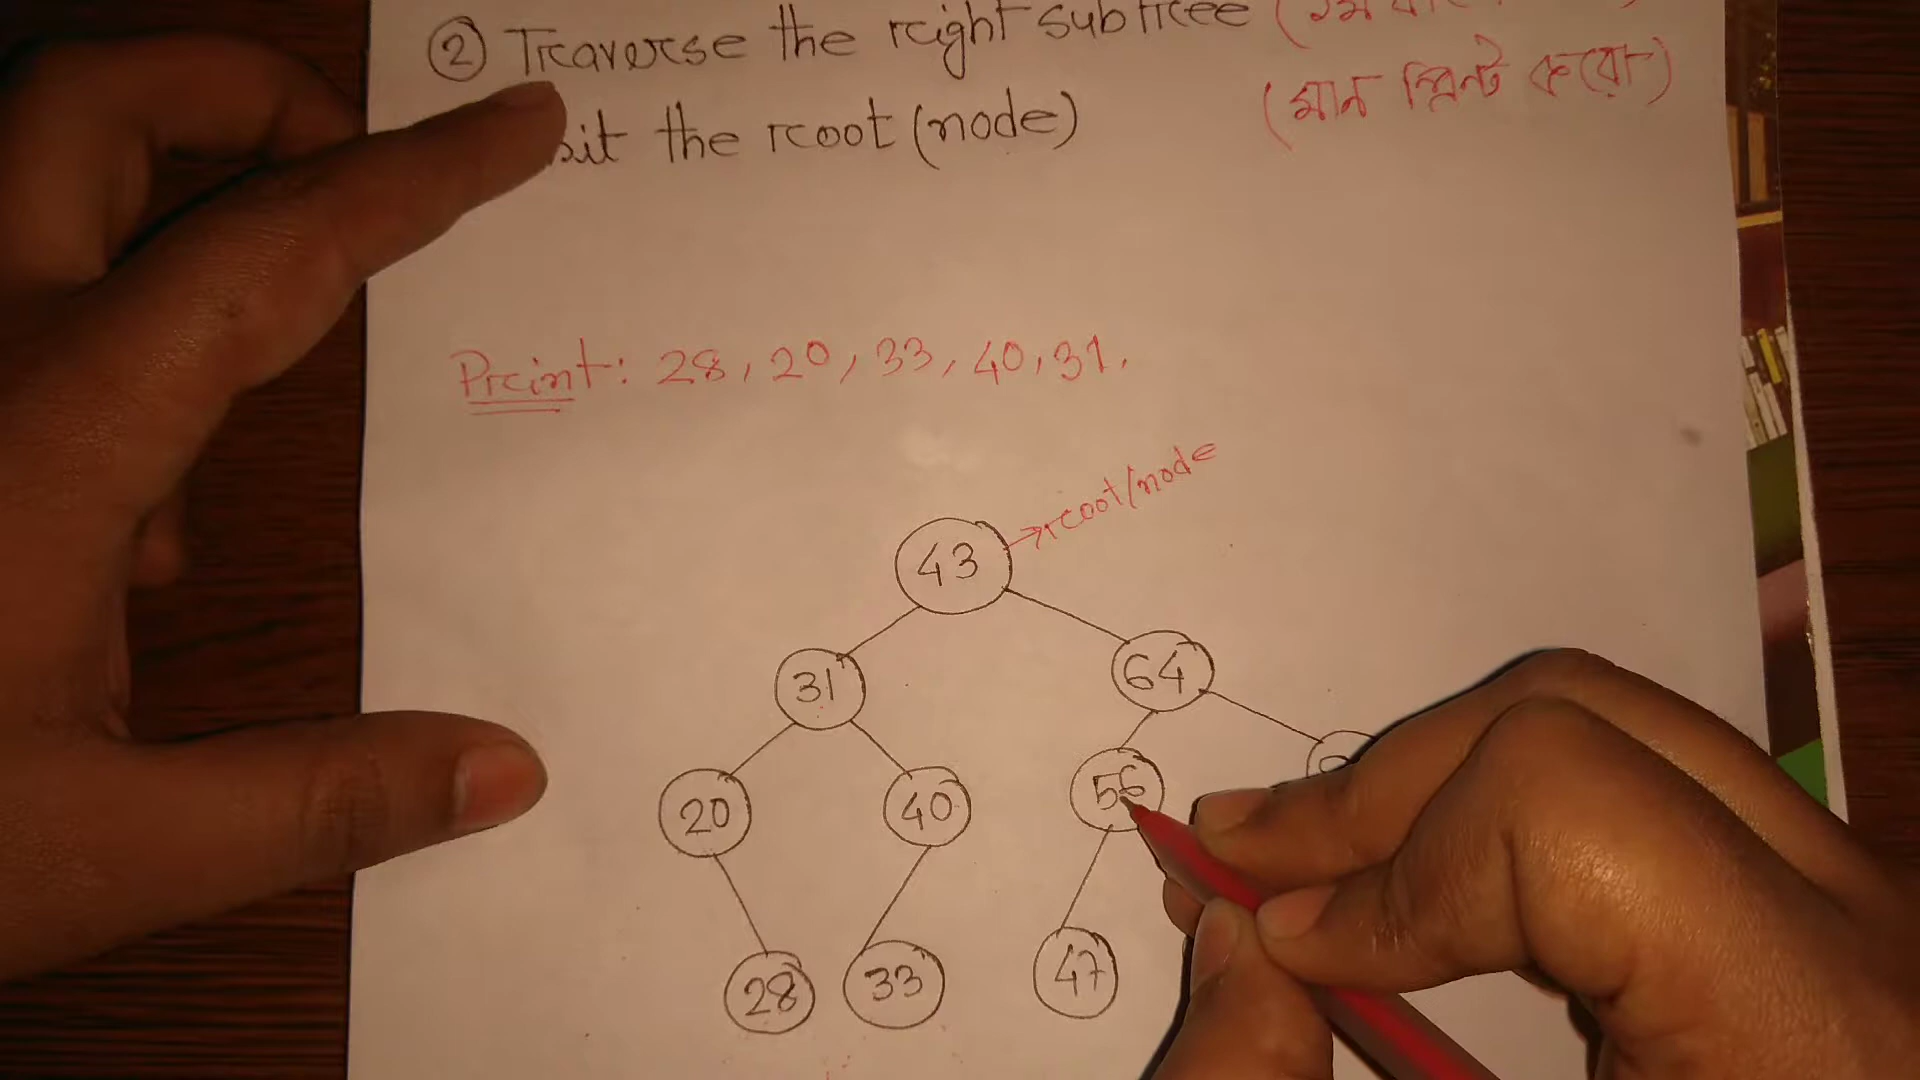 ② Traverse the right subtree (
sit the root (node) (মান প্রিন্ট করো)
Print: 28, 20, 33, 40, 31,
root/node
43
31 64
20 40 56
28 33 47